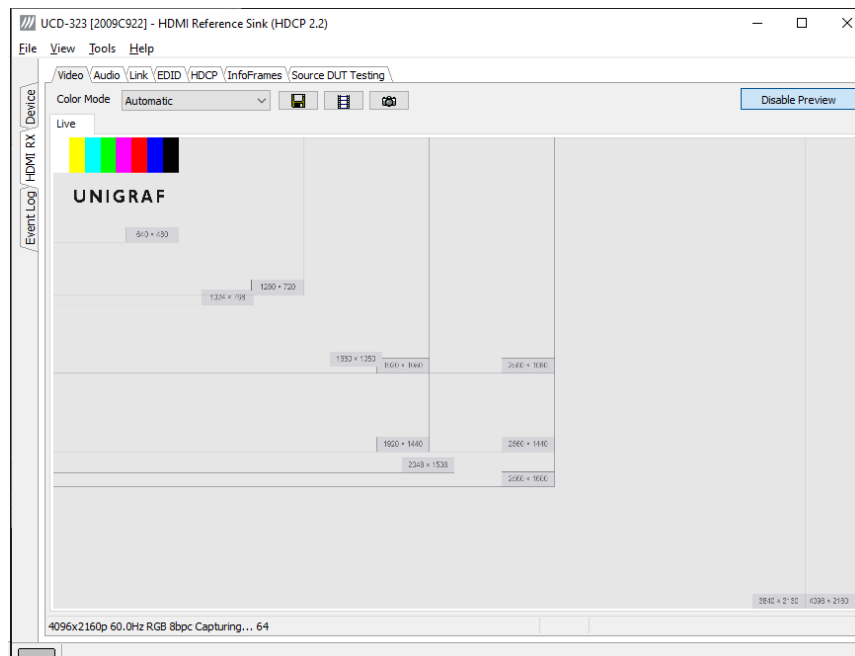 UCD-323 [2009C922] - HDMI Reference Sink (HDCP 2.2)
File View Tools Help
Device
HDMI RX
Event Log
Video Audio Link EDID HDCP InfoFrames Source DUT Testing
Color Mode Automatic Disable Preview
Live
UNIGRAF
640 × 480
1280 × 720
1024 × 768
1920 × 1080 2560 × 1080
1920 × 1440 2560 × 1440
2048 × 1536
2560 × 1600
3840 × 2160 4096 × 2160
4096x2160p 60.0Hz RGB 8bpc Capturing... 64